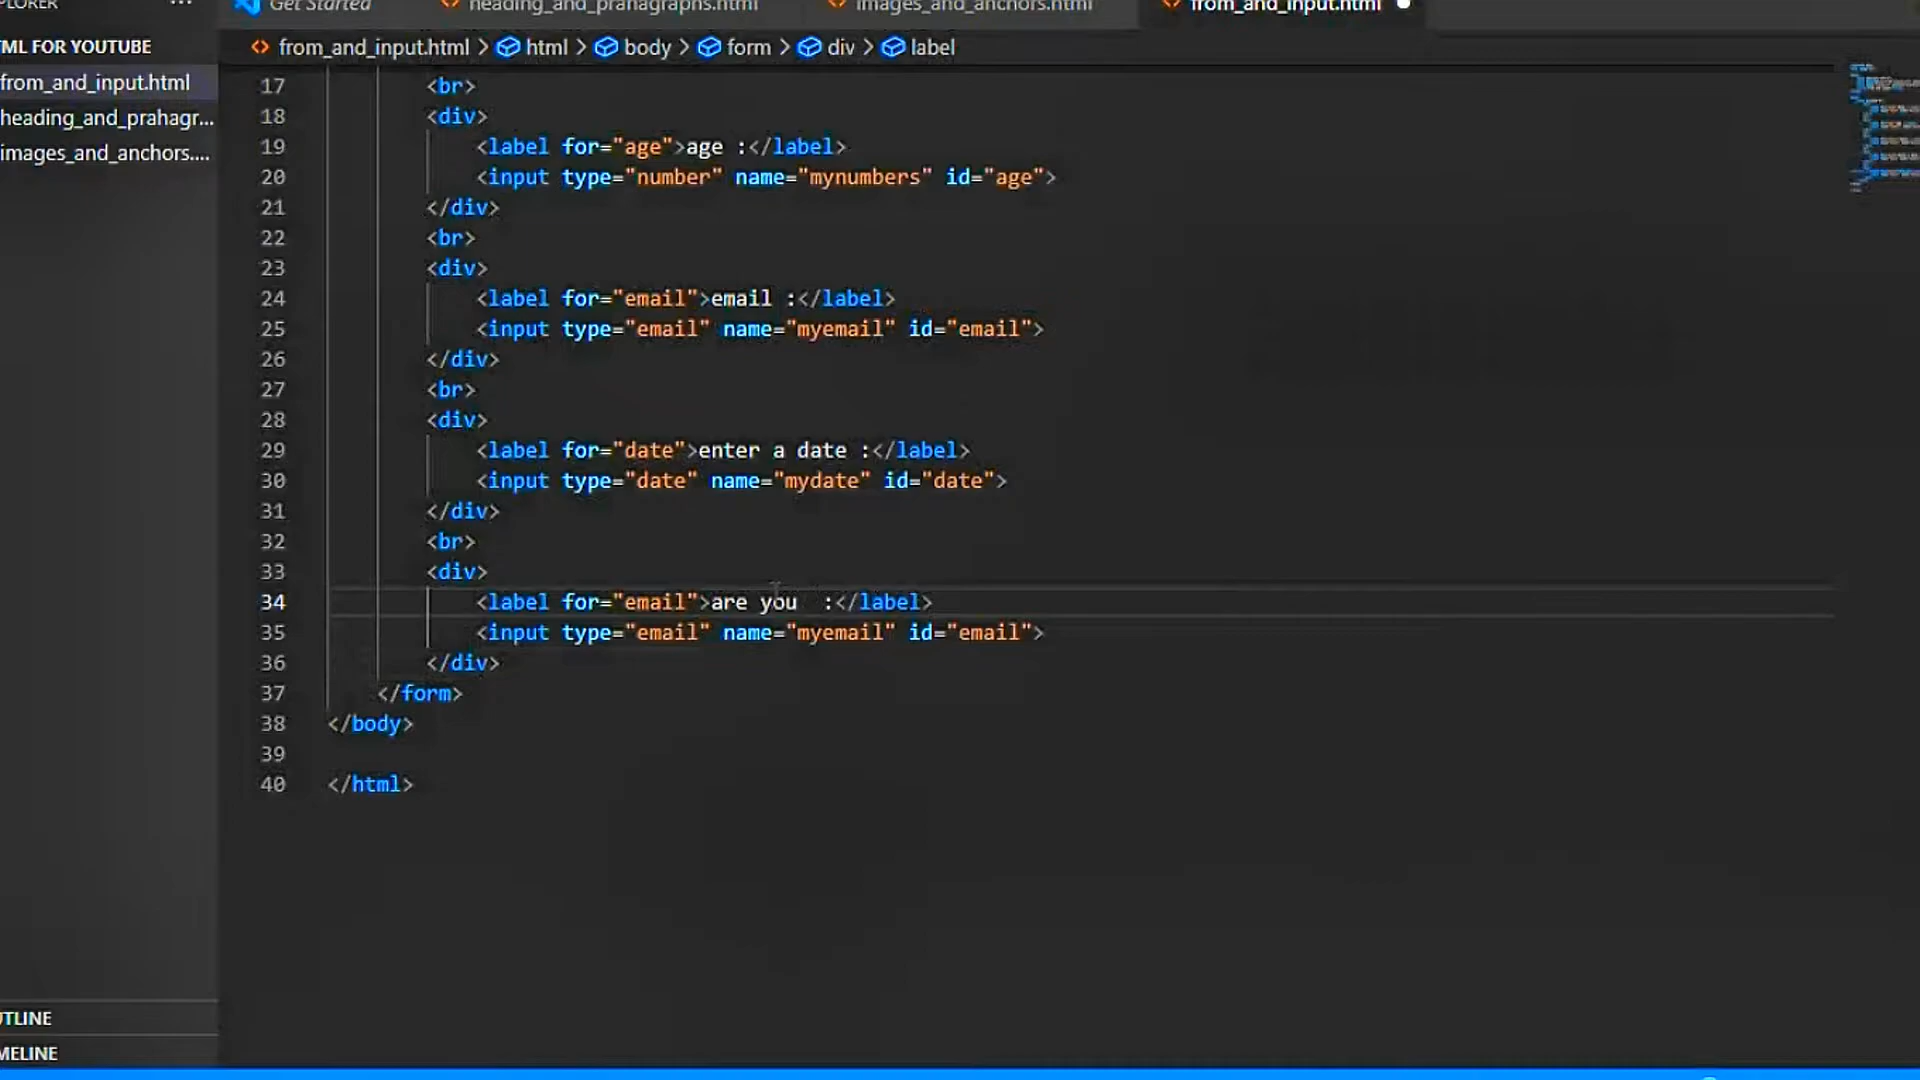 PLORER ...
Get Started
heading_and_prahagraphs.html
images_and_anchors.html
from_and_input.html
TML FOR YOUTUBE
from_and_input.html
heading_and_prahagr...
images_and_anchors....
from_and_input.html > html > body > form > div > label
17 <br>
18 <div>
19 <label for="age">age :</label>
20 <input type="number" name="mynumbers" id="age">
21 </div>
22 <br>
23 <div>
24 <label for="email">email :</label>
25 <input type="email" name="myemail" id="email">
26 </div>
27 <br>
28 <div>
29 <label for="date">enter a date :</label>
30 <input type="date" name="mydate" id="date">
31 </div>
32 <br>
33 <div>
34 <label for="email">are you  :</label>
35 <input type="email" name="myemail" id="email">
36 </div>
37 </form>
38 </body>
39
40 </html>
UTLINE
MELINE